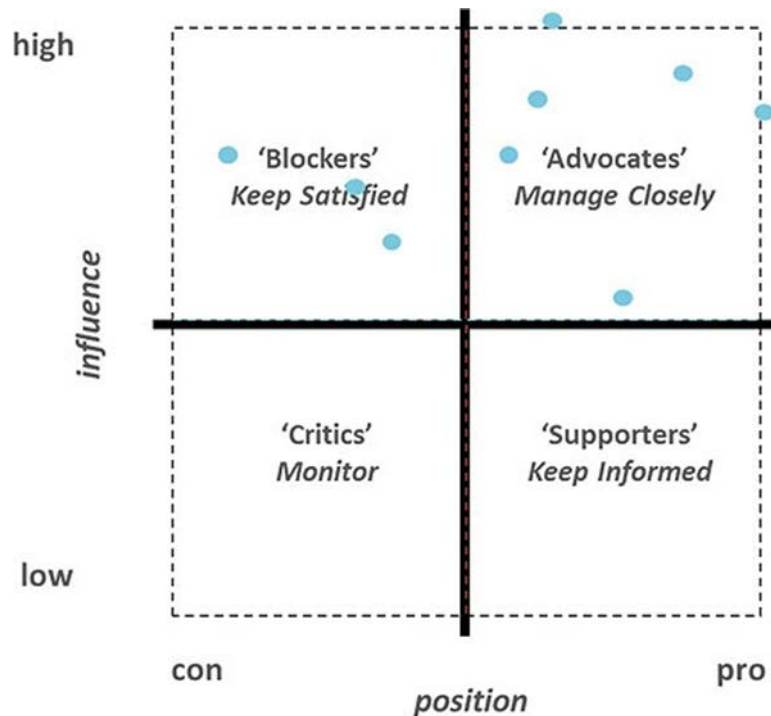 high
‘Blockers’
Keep Satisfied
‘Advocates’
Manage Closely
influence
‘Critics’
Monitor
‘Supporters’
Keep Informed
low
con
pro
position